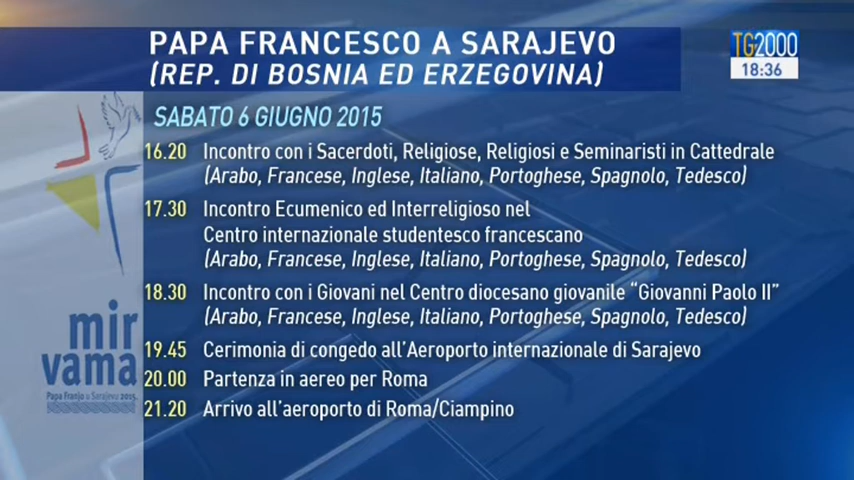 PAPA FRANCESCO A SARAJEVO
(REP. DI BOSNIA ED ERZEGOVINA)
TG2000
18:36
SABATO 6 GIUGNO 2015
16.20 Incontro con i Sacerdoti, Religiose, Religiosi e Seminaristi in Cattedrale
(Arabo, Francese, Inglese, Italiano, Portoghese, Spagnolo, Tedesco)
17.30 Incontro Ecumenico ed Interreligioso nel
Centro internazionale studentesco francescano
(Arabo, Francese, Inglese, Italiano, Portoghese, Spagnolo, Tedesco)
18.30 Incontro con i Giovani nel Centro diocesano giovanile “Giovanni Paolo II”
(Arabo, Francese, Inglese, Italiano, Portoghese, Spagnolo, Tedesco)
19.45 Cerimonia di congedo all’Aeroporto internazionale di Sarajevo
20.00 Partenza in aereo per Roma
21.20 Arrivo all’aeroporto di Roma/Ciampino
mir
vama
Papa Franjo u Sarajevu 2015.